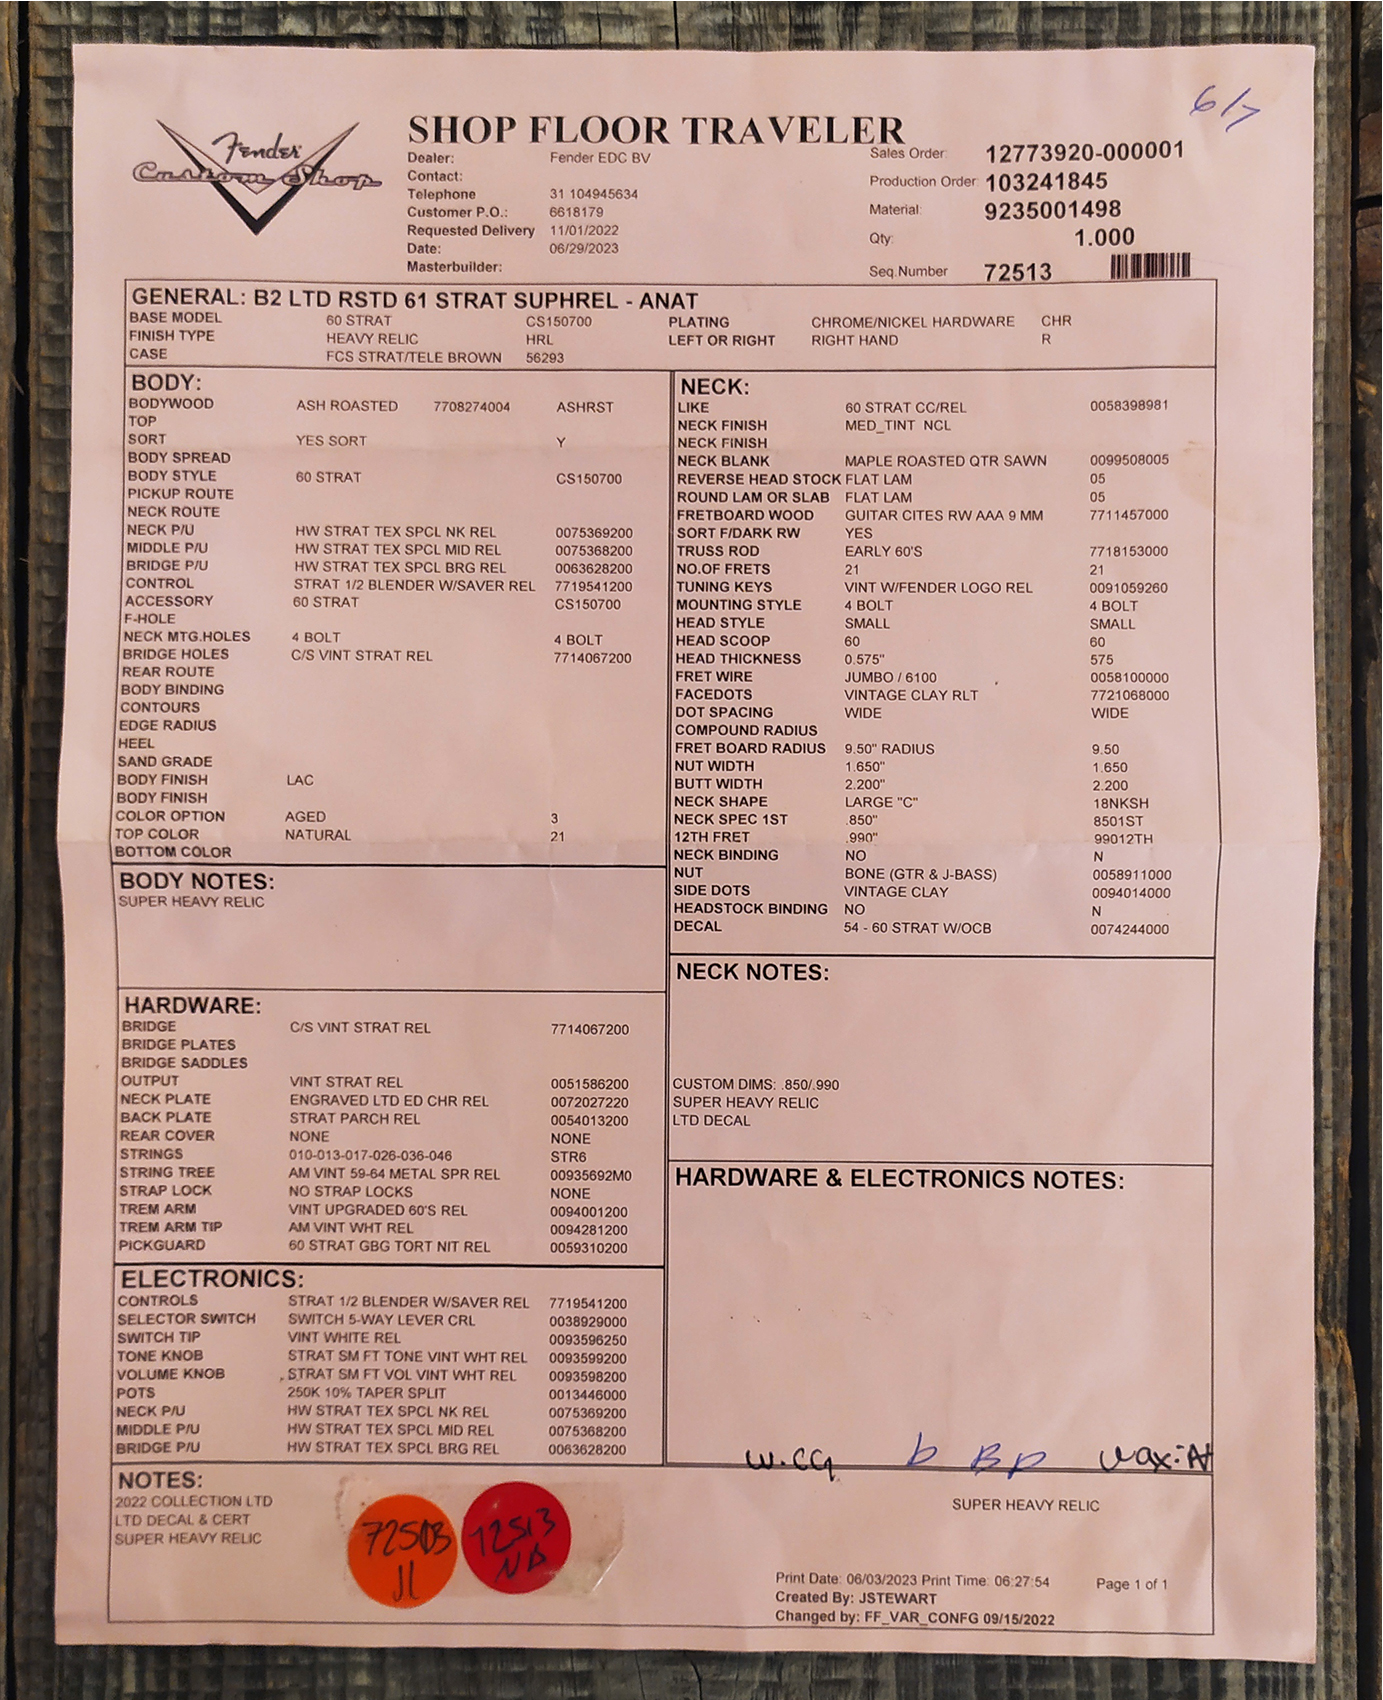 6/7
Fender
Custom Shop
SHOP FLOOR TRAVELER
Dealer: Fender EDC BV
Contact:
Telephone 31 104945634
Customer P.O.: 6618179
Requested Delivery 11/01/2022
Date: 06/29/2023
Masterbuilder:
Sales Order: 12773920-000001
Production Order: 103241845
Material: 9235001498
Qty: 1.000
Seq.Number 72513
GENERAL: B2 LTD RSTD 61 STRAT SUPHREL - ANAT
BASE MODEL 60 STRAT CS150700 PLATING CHROME/NICKEL HARDWARE CHR
FINISH TYPE HEAVY RELIC HRL LEFT OR RIGHT RIGHT HAND R
CASE FCS STRAT/TELE BROWN 56293
BODY:
BODYWOOD ASH ROASTED 7708274004 ASHRST
TOP
SORT YES SORT Y
BODY SPREAD
BODY STYLE 60 STRAT CS150700
PICKUP ROUTE
NECK ROUTE
NECK P/U HW STRAT TEX SPCL NK REL 0075369200
MIDDLE P/U HW STRAT TEX SPCL MID REL 0075368200
BRIDGE P/U HW STRAT TEX SPCL BRG REL 0063628200
CONTROL STRAT 1/2 BLENDER W/SAVER REL 7719541200
ACCESSORY 60 STRAT CS150700
F-HOLE
NECK MTG.HOLES 4 BOLT 4 BOLT
BRIDGE HOLES C/S VINT STRAT REL 7714067200
REAR ROUTE
BODY BINDING
CONTOURS
EDGE RADIUS
HEEL
SAND GRADE
BODY FINISH LAC
BODY FINISH
COLOR OPTION AGED 3
TOP COLOR NATURAL 21
BOTTOM COLOR
BODY NOTES:
SUPER HEAVY RELIC
HARDWARE:
BRIDGE C/S VINT STRAT REL 7714067200
BRIDGE PLATES
BRIDGE SADDLES
OUTPUT VINT STRAT REL 0051586200
NECK PLATE ENGRAVED LTD ED CHR REL 0072027220
BACK PLATE STRAT PARCH REL 0054013200
REAR COVER NONE NONE
STRINGS 010-013-017-026-036-046 STR6
STRING TREE AM VINT 59-64 METAL SPR REL 00935692M0
STRAP LOCK NO STRAP LOCKS NONE
TREM ARM VINT UPGRADED 60'S REL 0094001200
TREM ARM TIP AM VINT WHT REL 0094281200
PICKGUARD 60 STRAT GBG TORT NIT REL 0059310200
ELECTRONICS:
CONTROLS STRAT 1/2 BLENDER W/SAVER REL 7719541200
SELECTOR SWITCH SWITCH 5-WAY LEVER CRL 0038929000
SWITCH TIP VINT WHITE REL 0093596250
TONE KNOB STRAT SM FT TONE VINT WHT REL 0093599200
VOLUME KNOB STRAT SM FT VOL VINT WHT REL 0093598200
POTS 250K 10% TAPER SPLIT 0013446000
NECK P/U HW STRAT TEX SPCL NK REL 0075369200
MIDDLE P/U HW STRAT TEX SPCL MID REL 0075368200
BRIDGE P/U HW STRAT TEX SPCL BRG REL 0063628200
NECK:
LIKE 60 STRAT CC/REL 0058398981
NECK FINISH MED_TINT NCL
NECK FINISH
NECK BLANK MAPLE ROASTED QTR SAWN 0099508005
REVERSE HEAD STOCK FLAT LAM 05
ROUND LAM OR SLAB FLAT LAM 05
FRETBOARD WOOD GUITAR CITES RW AAA 9 MM 7711457000
SORT F/DARK RW YES
TRUSS ROD EARLY 60'S 7718153000
NO.OF FRETS 21 21
TUNING KEYS VINT W/FENDER LOGO REL 0091059260
MOUNTING STYLE 4 BOLT 4 BOLT
HEAD STYLE SMALL SMALL
HEAD SCOOP 60 60
HEAD THICKNESS 0.575" 575
FRET WIRE JUMBO / 6100 0058100000
FACEDOTS VINTAGE CLAY RLT 7721068000
DOT SPACING WIDE WIDE
COMPOUND RADIUS
FRET BOARD RADIUS 9.50" RADIUS 9.50
NUT WIDTH 1.650" 1.650
BUTT WIDTH 2.200" 2.200
NECK SHAPE LARGE "C" 18NKSH
NECK SPEC 1ST .850" 8501ST
12TH FRET .990" 99012TH
NECK BINDING NO N
NUT BONE (GTR & J-BASS) 0058911000
SIDE DOTS VINTAGE CLAY 0094014000
HEADSTOCK BINDING NO N
DECAL 54 - 60 STRAT W/OCB 0074244000
NECK NOTES:
CUSTOM DIMS: .850/.990
SUPER HEAVY RELIC
LTD DECAL
HARDWARE & ELECTRONICS NOTES:
b BP
NOTES:
2022 COLLECTION LTD
LTD DECAL & CERT
SUPER HEAVY RELIC
JL
72513
NA
SUPER HEAVY RELIC
Print Date: 06/03/2023 Print Time: 06:27:54 Page 1 of 1
Created By: JSTEWART
Changed by: FF_VAR_CONFG 09/15/2022